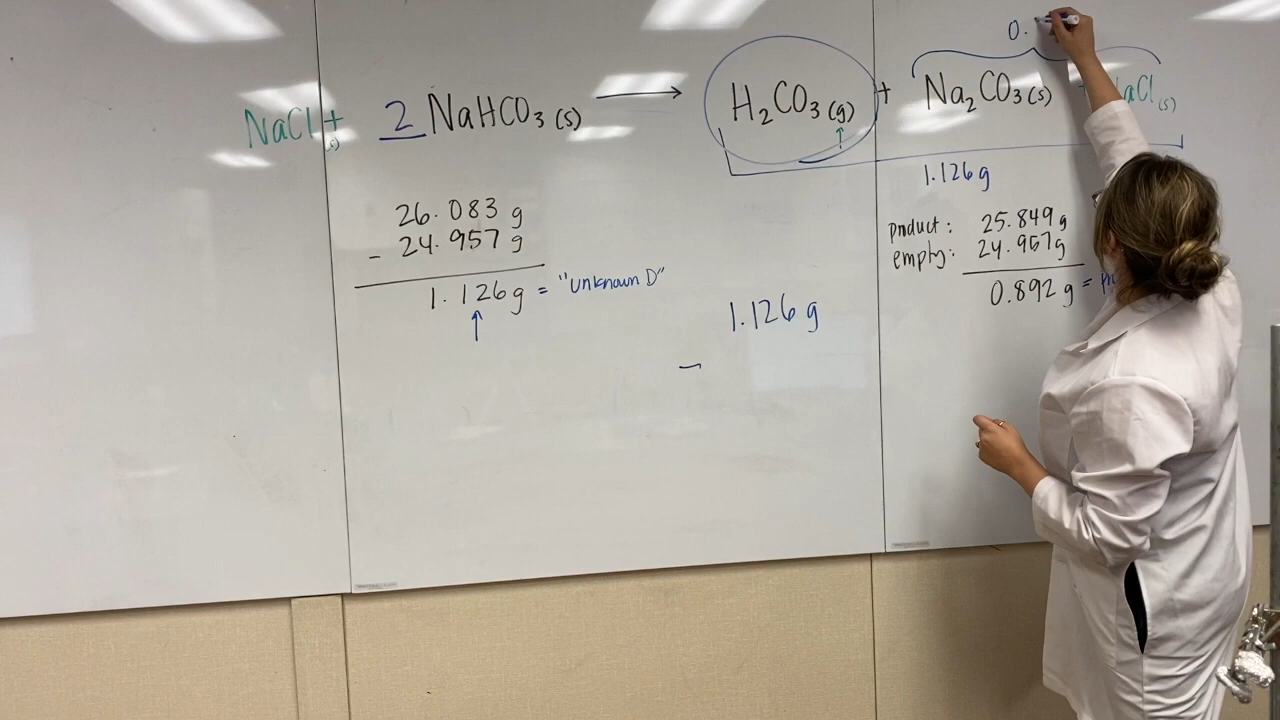 0.
NaCl(s) + 2 NaHCO₃(s) → H₂CO₃(g) + Na₂CO₃(s) + NaCl(s)
↑
1.126 g
26.083 g
- 24.957 g
1.126 g = "unknown D"
↑
1.126 g
-
product: 25.849 g
empty: 24.957 g
0.892 g =